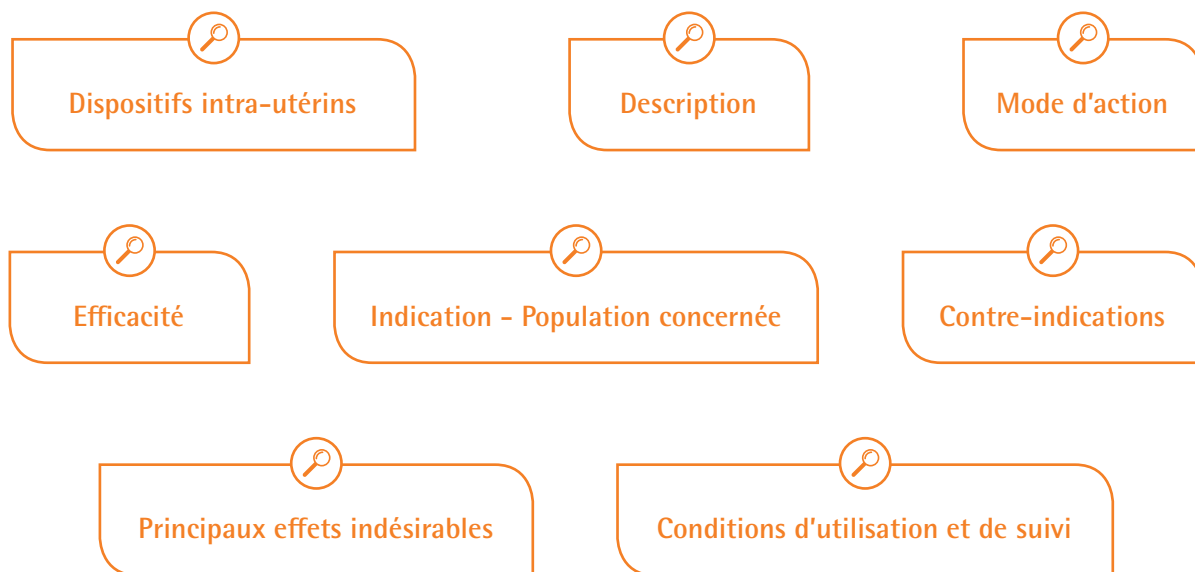 Dispositifs intra-utérins
Description
Mode d'action
Efficacité
Indication - Population concernée
Contre-indications
Principaux effets indésirables
Conditions d'utilisation et de suivi